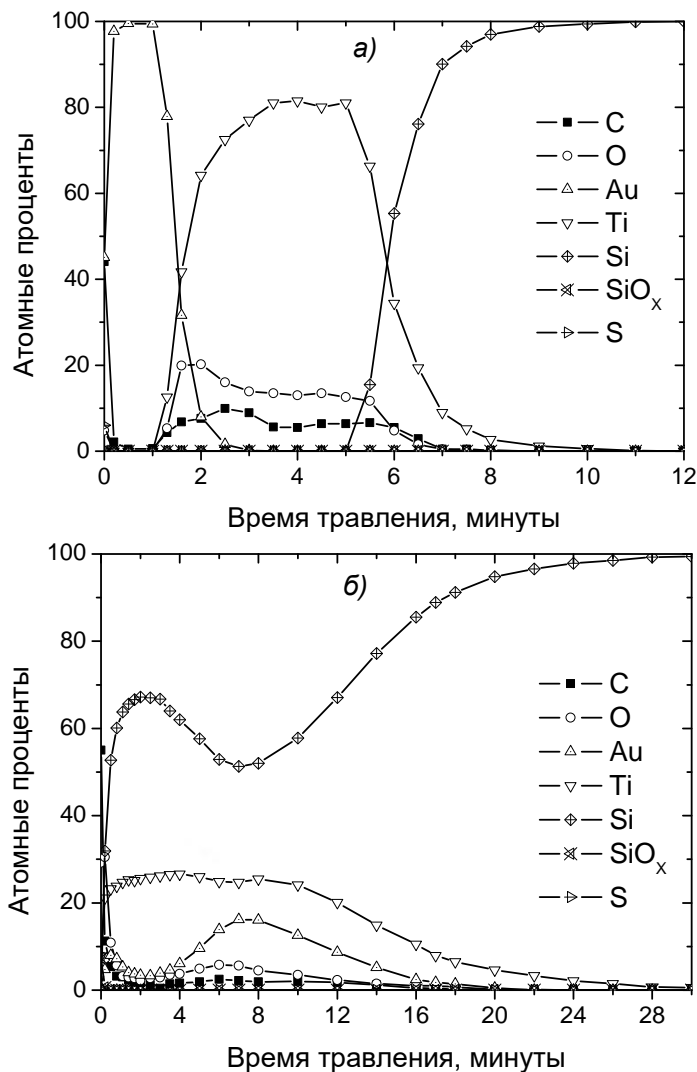 100
80
60
40
20
0
Атомные проценты
а)
C
O
Au
Ti
Si
SiOX
S
0 2 4 6 8 10 12
Время травления, минуты
100
80
60
40
20
0
Атомные проценты
б)
C
O
Au
Ti
Si
SiOX
S
0 4 8 12 16 20 24 28
Время травления, минуты